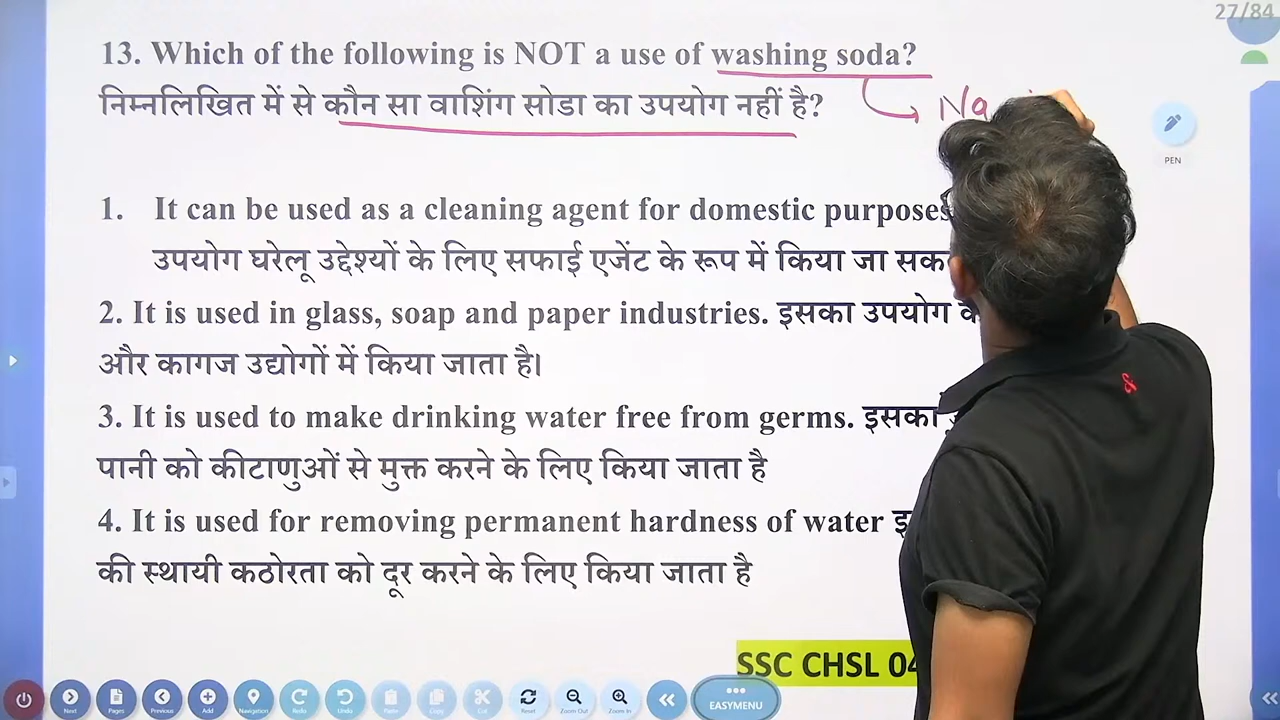 27/84
13. Which of the following is NOT a use of washing soda?
निम्नलिखित में से कौन सा वाशिंग सोडा का उपयोग नहीं है?
Na
PEN
1. It can be used as a cleaning agent for domestic purposes
उपयोग घरेलू उद्देश्यों के लिए सफाई एजेंट के रूप में किया जा
2. It is used in glass, soap and paper industries. इसका उपयोग
और कागज उद्योगों में किया जाता है।
3. It is used to make drinking water free from germs. इसका
पानी को कीटाणुओं से मुक्त करने के लिए किया जाता है
4. It is used for removing permanent hardness of water
की स्थायी कठोरता को दूर करने के लिए किया जाता है
SSC CHSL
Next Pages Previous Add Navigation Redo Undo Paste Copy Cut Reset Zoom Out Zoom In EASYMENU